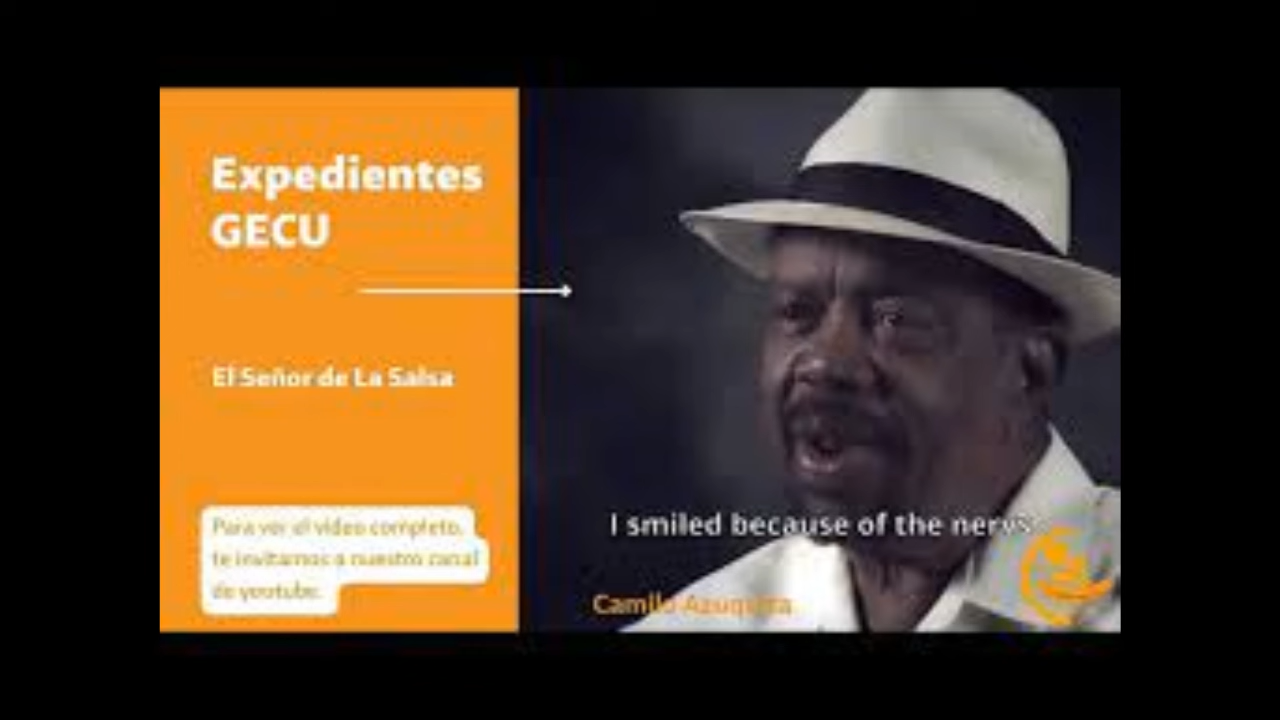 Expedientes
GECU
El Señor de La Salsa
Para ver el video completo,
te invitamos a nuestro canal
de youtube.
I smiled because of the nerves
Camilo Azuquita